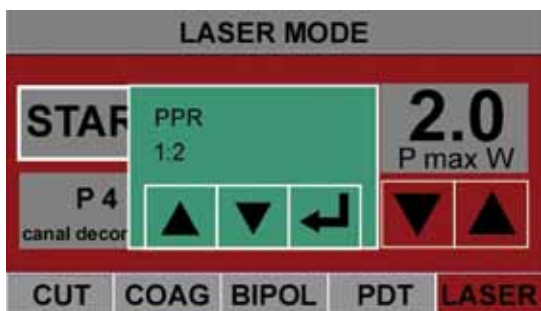 LASER MODE
STAR
PPR
1:2
2.0
P max W
P 4
canal decor
CUT COAG BIPOL PDT LASER